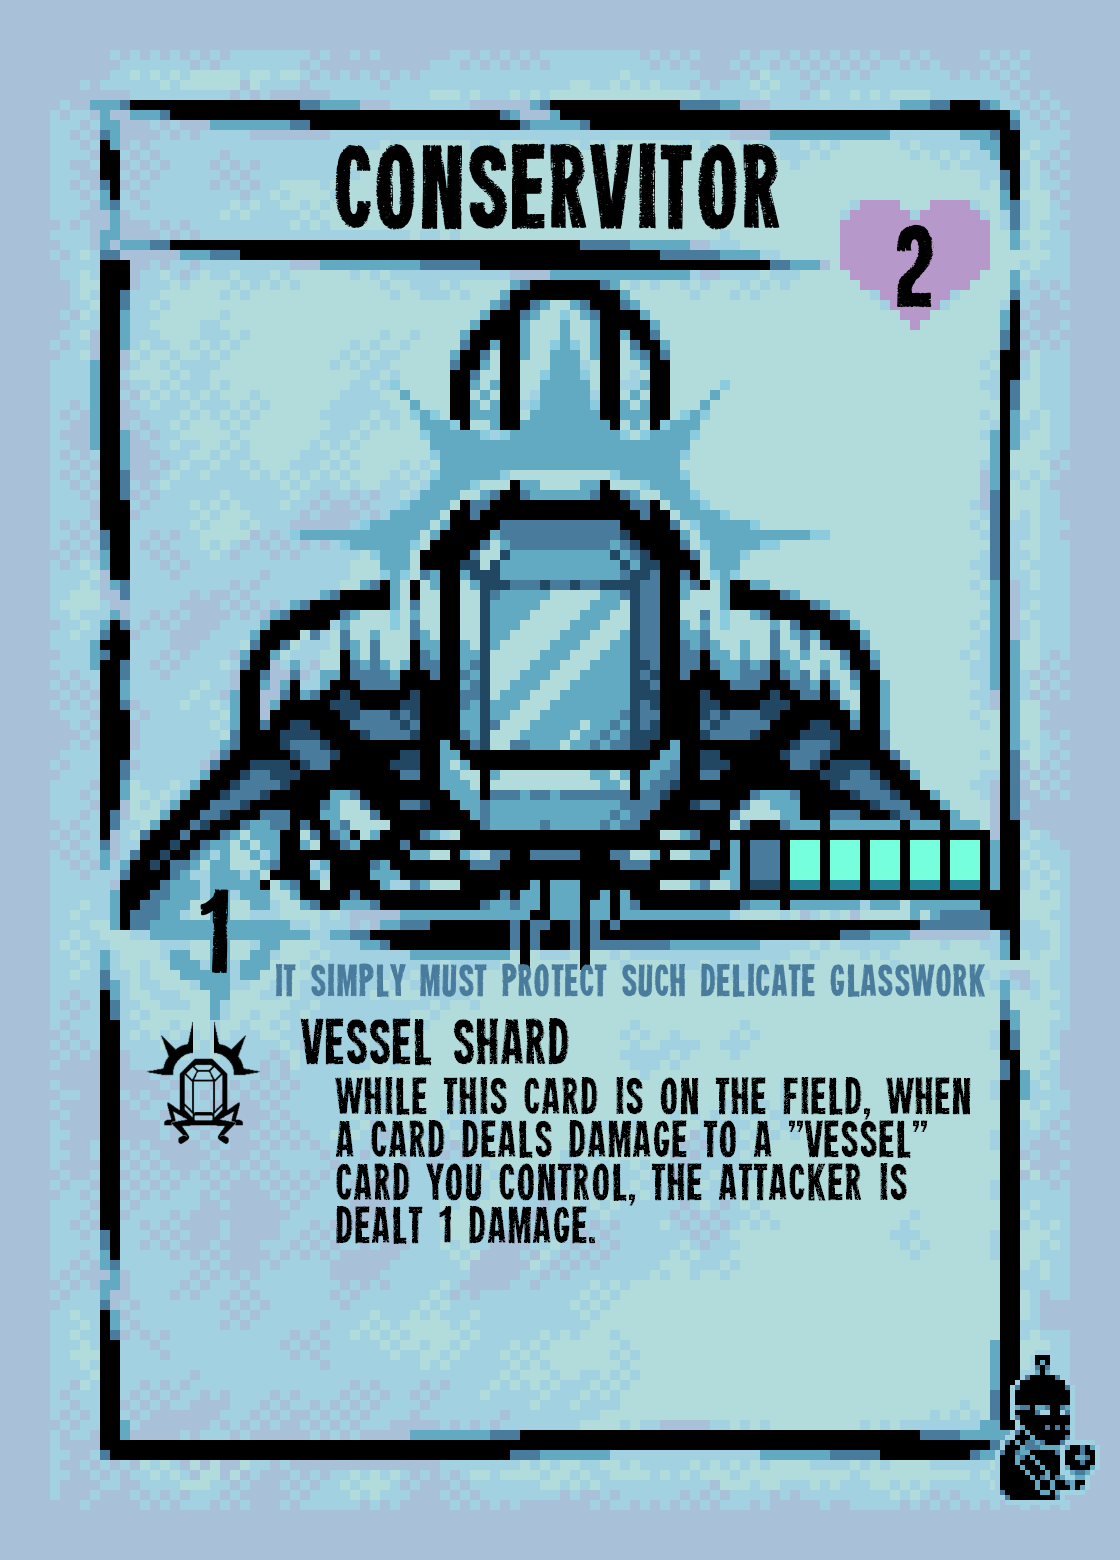 CONSERVITOR
2
1
IT SIMPLY MUST PROTECT SUCH DELICATE GLASSWORK
VESSEL SHARD
WHILE THIS CARD IS ON THE FIELD, WHEN
A CARD DEALS DAMAGE TO A "VESSEL"
CARD YOU CONTROL, THE ATTACKER IS
DEALT 1 DAMAGE.